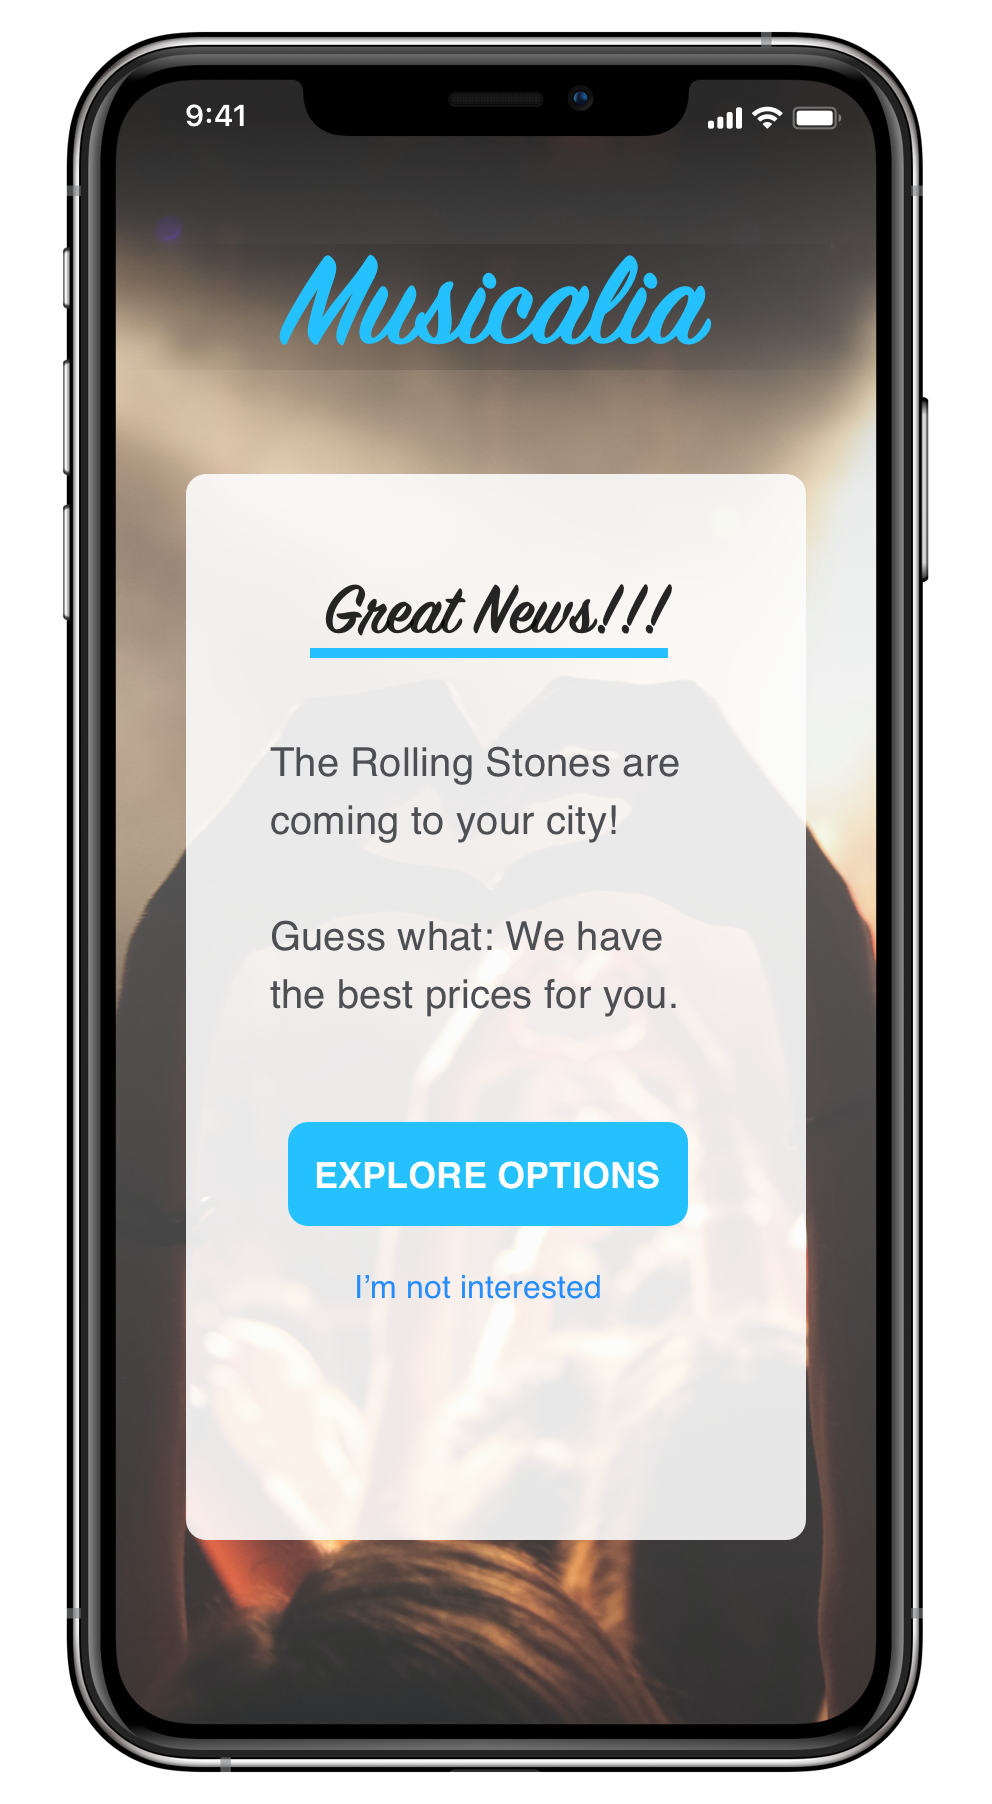 9:41
Musicalia
Great News!!!
The Rolling Stones are
coming to your city!
Guess what: We have
the best prices for you.
EXPLORE OPTIONS
I’m not interested